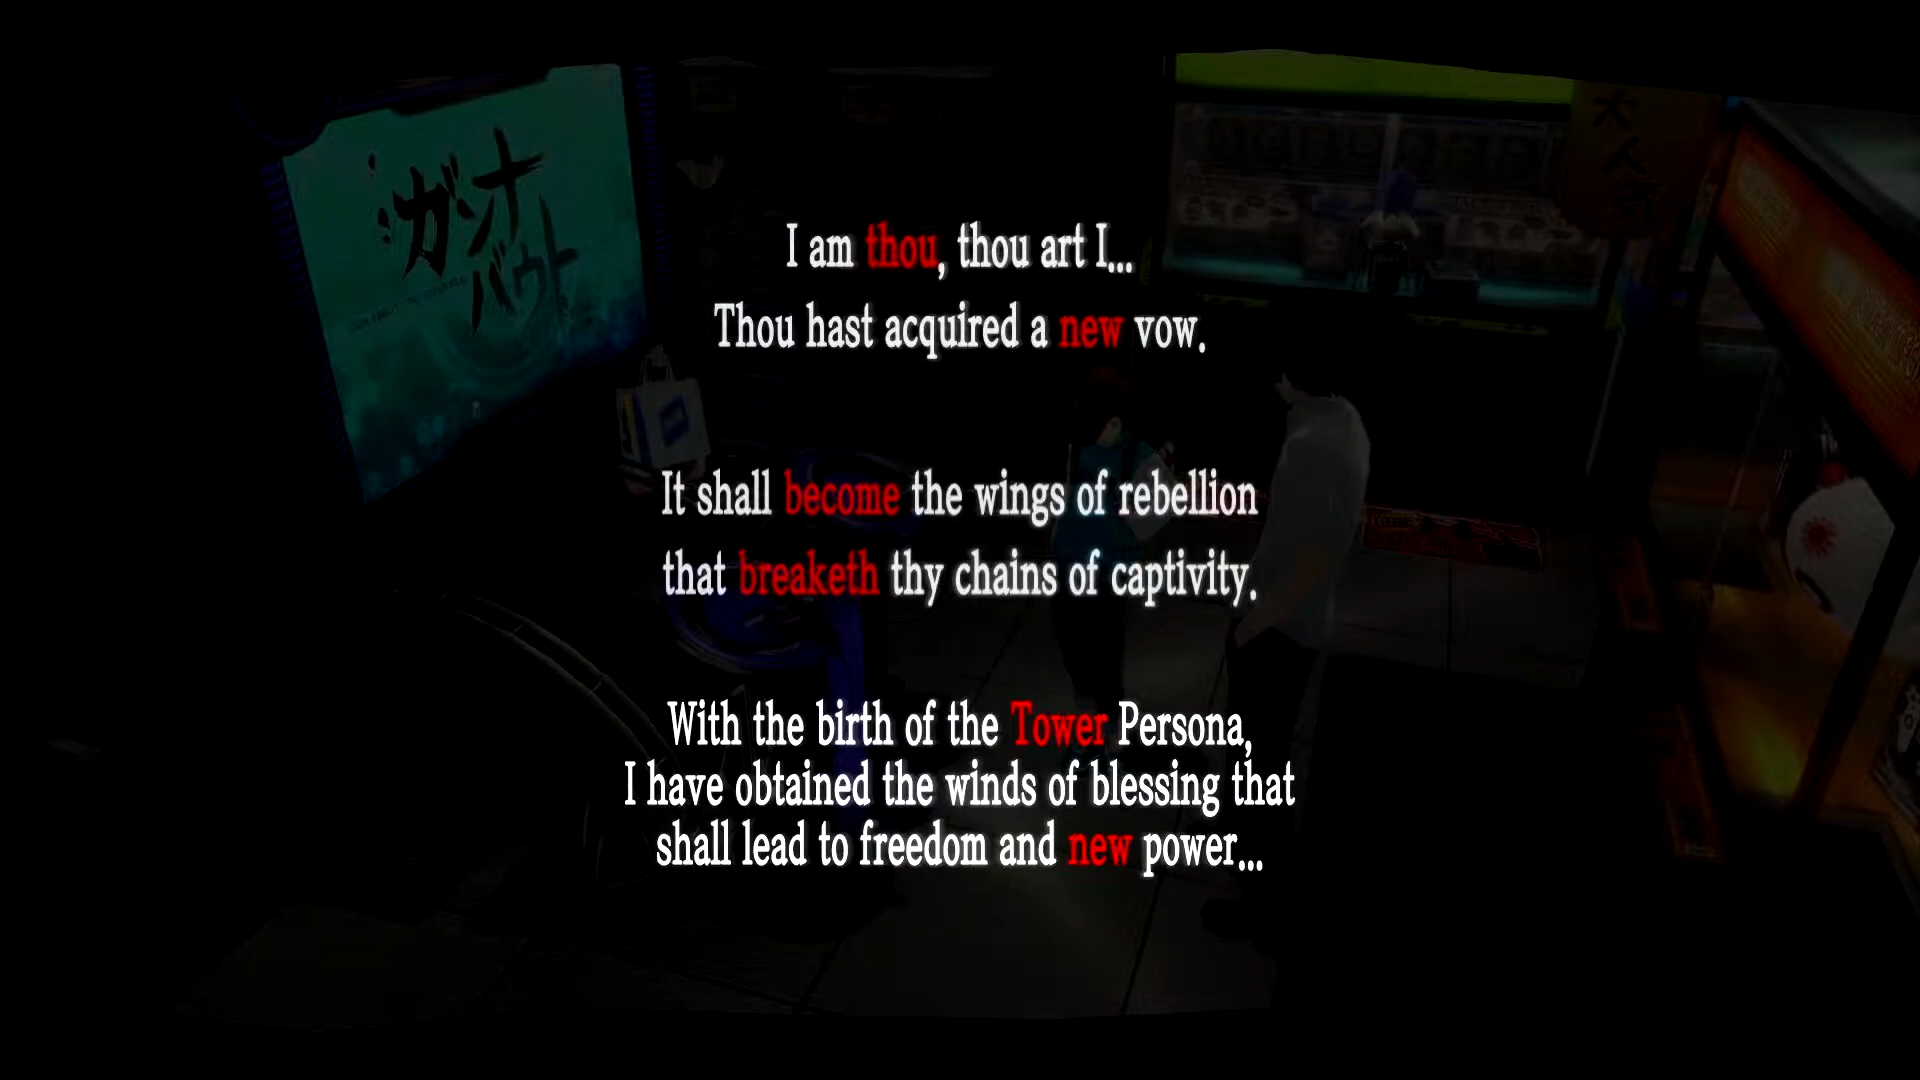 ガンナ
バウト
大
人
I am thou, thou art I...
Thou hast acquired a new vow.
It shall become the wings of rebellion
that breaketh thy chains of captivity.
With the birth of the Tower Persona,
I have obtained the winds of blessing that
shall lead to freedom and new power...